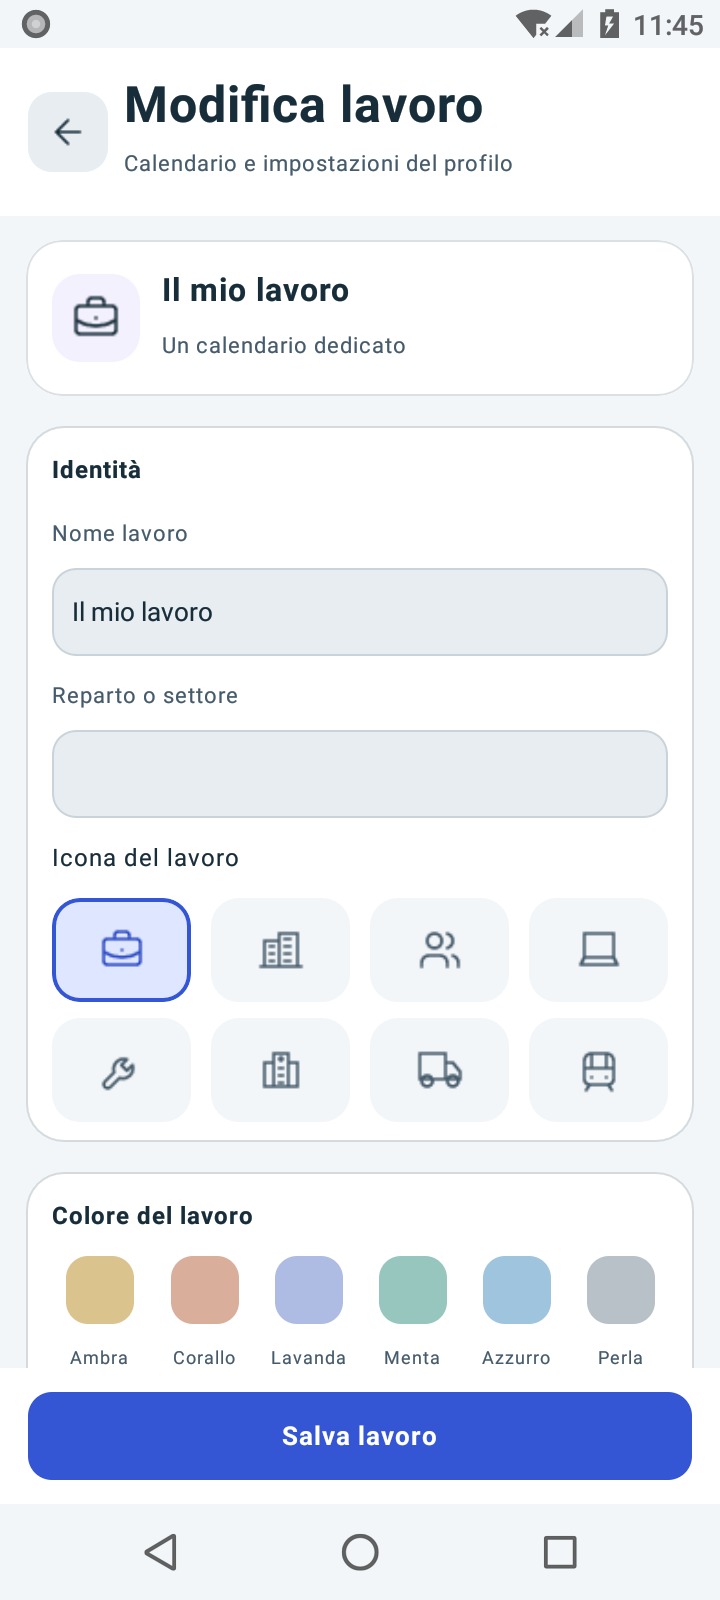 11:45
Modifica lavoro
Calendario e impostazioni del profilo
Il mio lavoro
Un calendario dedicato
Identità
Nome lavoro
Il mio lavoro
Reparto o settore
Icona del lavoro
Colore del lavoro
Ambra Corallo Lavanda Menta Azzurro Perla
Salva lavoro